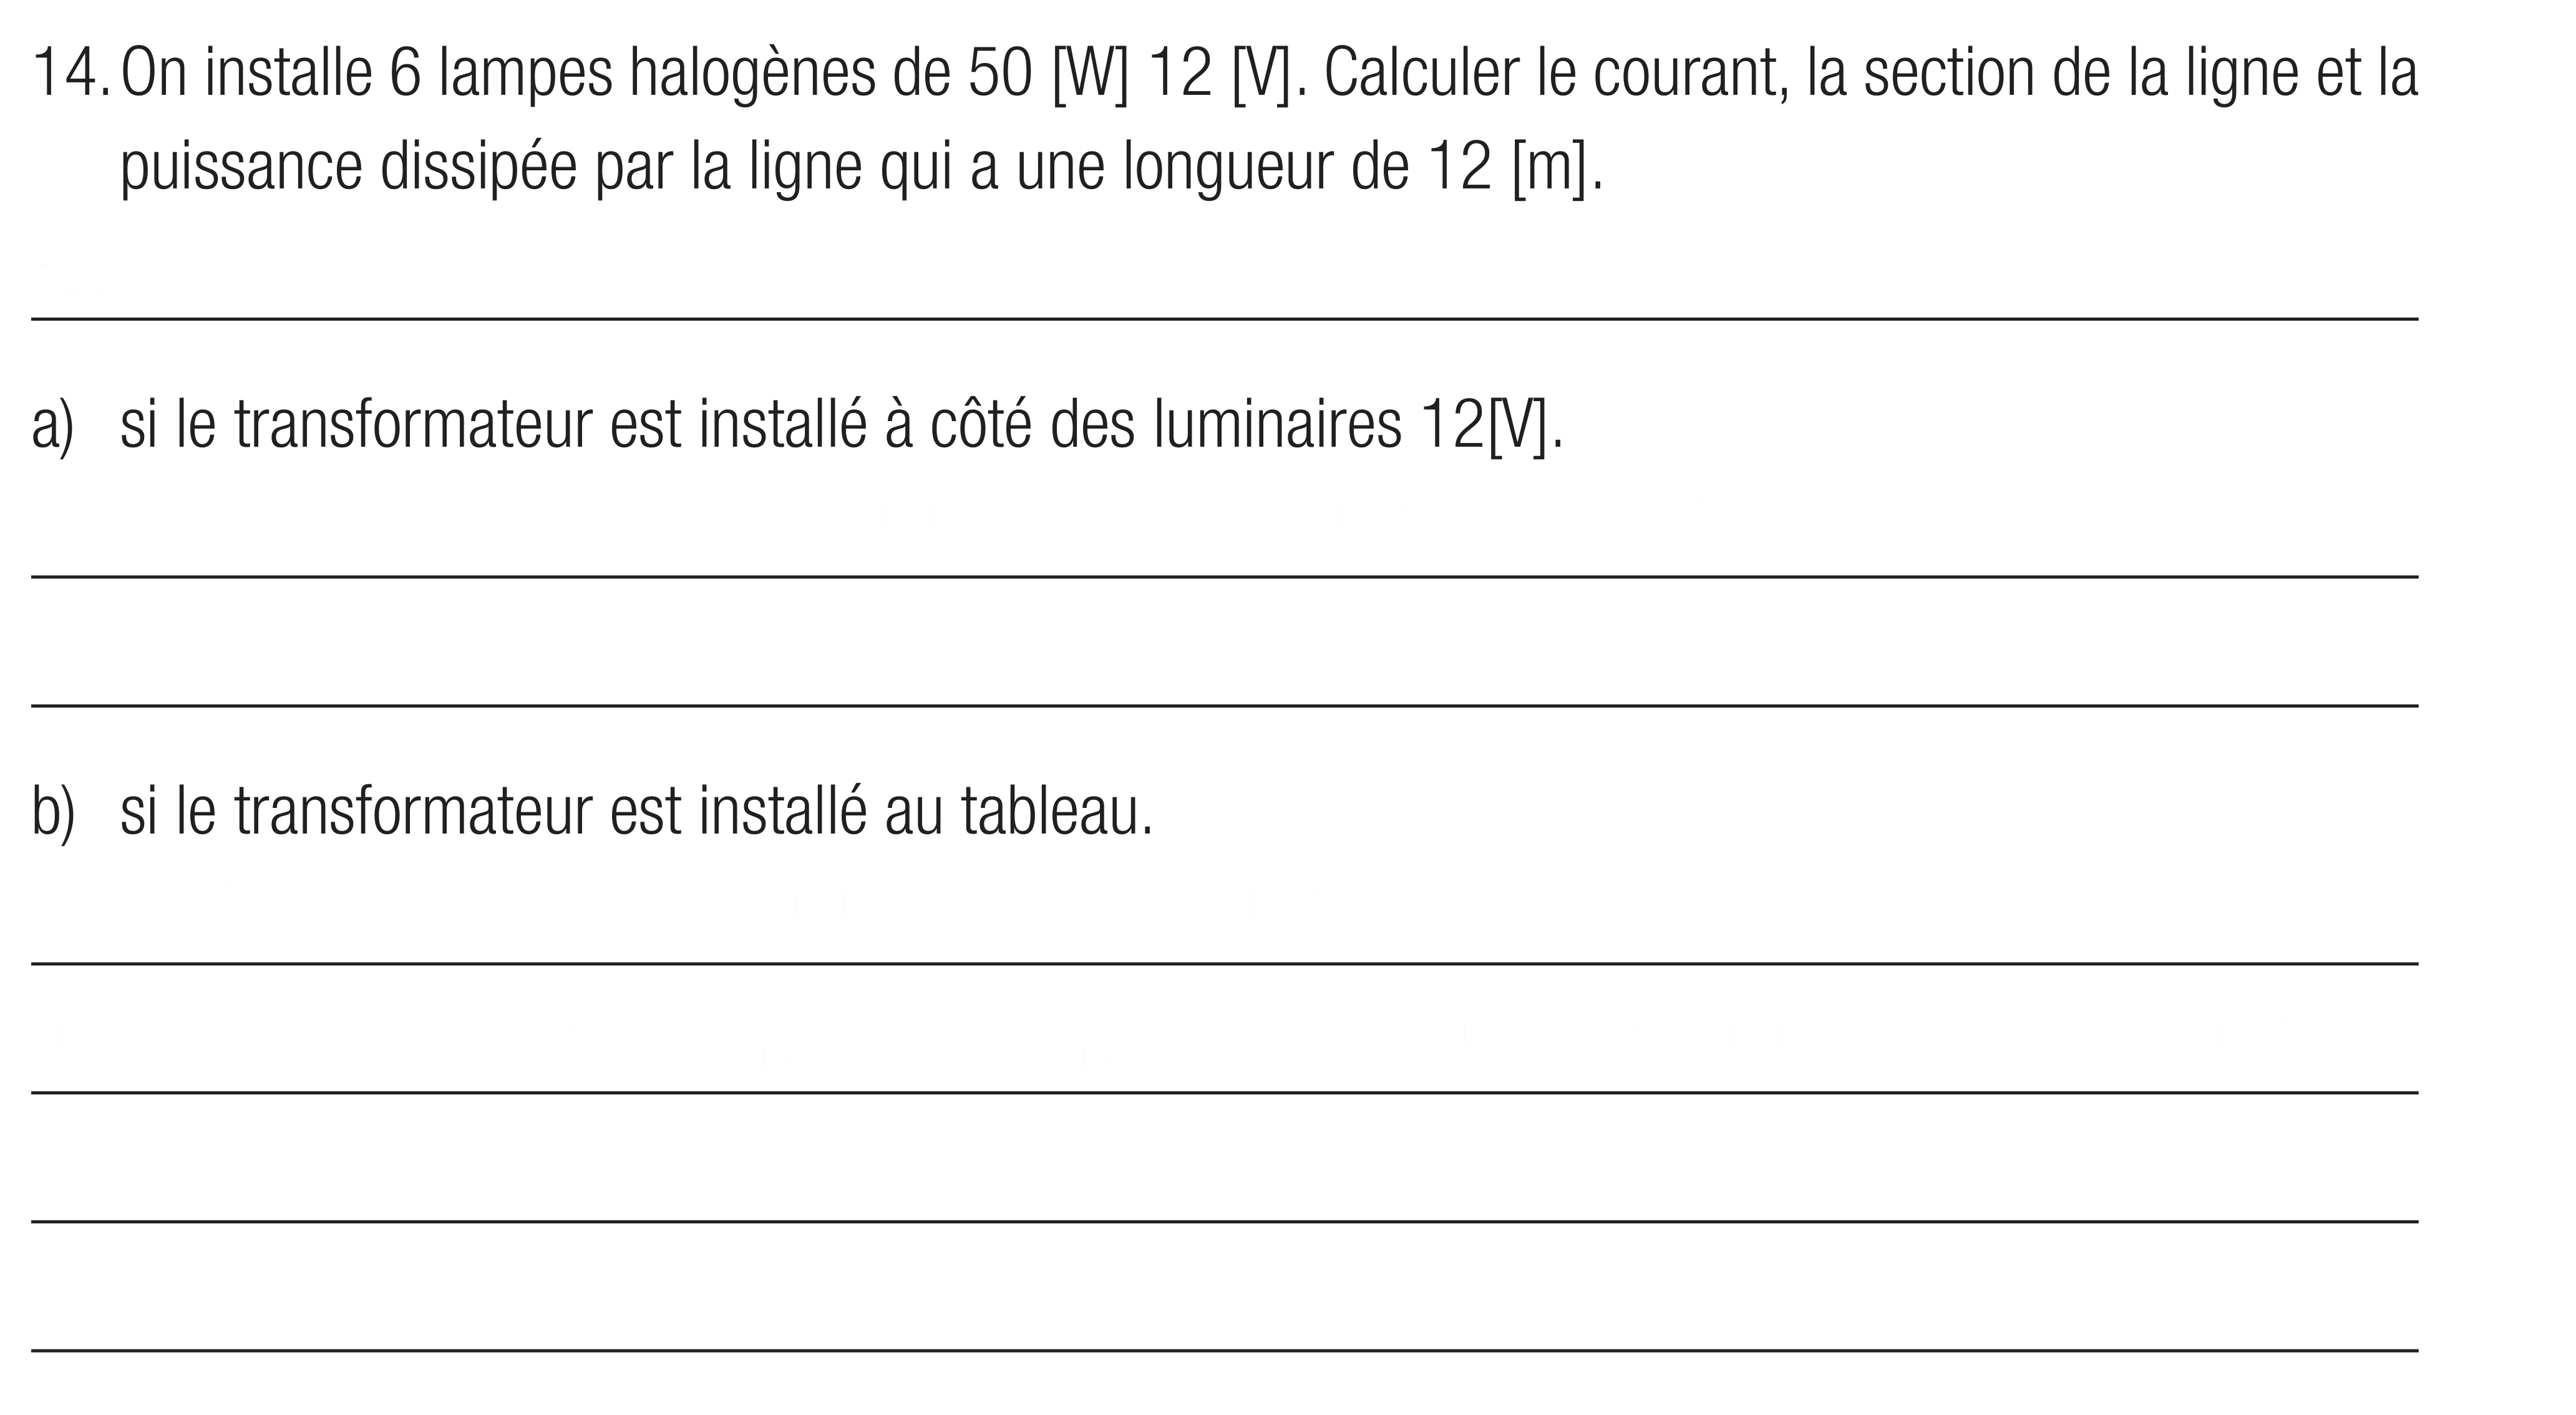 14. On installe 6 lampes halogènes de 50 [W] 12 [V]. Calculer le courant, la section de la ligne et la
puissance dissipée par la ligne qui a une longueur de 12 [m].
a) si le transformateur est installé à côté des luminaires 12[V].
b) si le transformateur est installé au tableau.